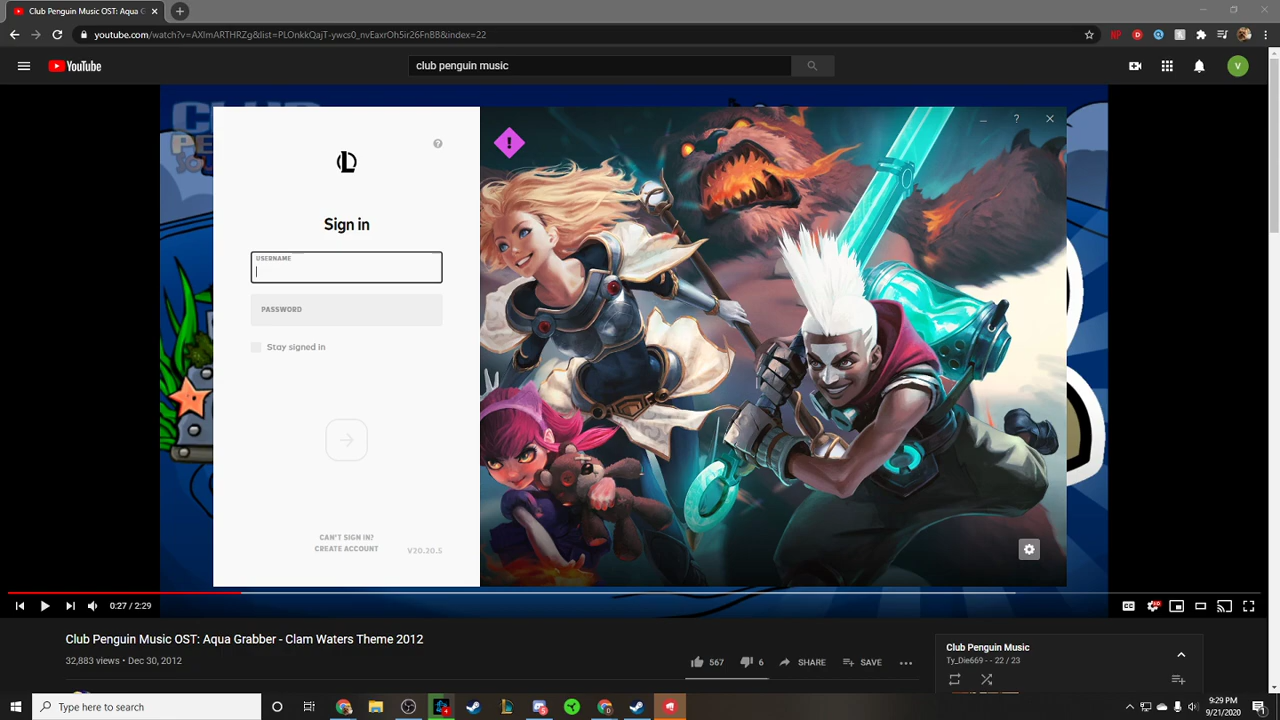 Club Penguin Music OST: Aqua G
youtube.com/watch?v=AXlmARTHRZg&list=PLOnkkQajT-ywcs0_nvEaxrOh5ir26FnBB&index=22
YouTube
club penguin music
V
Sign in
USERNAME
PASSWORD
Stay signed in
CAN'T SIGN IN?
CREATE ACCOUNT
V20.20.5
0:27 / 2:29
Club Penguin Music OST: Aqua Grabber - Clam Waters Theme 2012
32,883 views • Dec 30, 2012
567
6
SHARE
SAVE
Club Penguin Music
Ty_Die669 - - 22 / 23
Type here to search
9:29 PM
9/21/2020